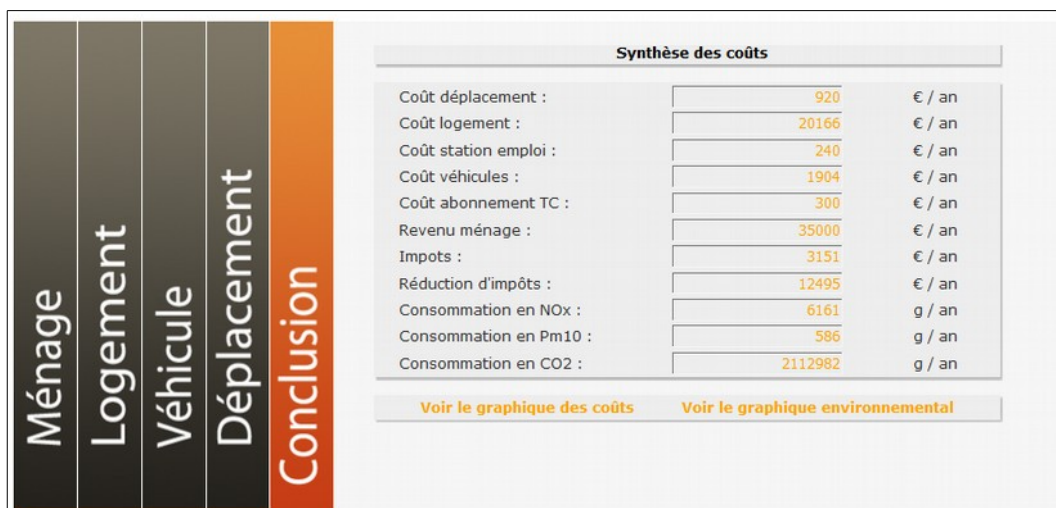 Ménage
Logement
Véhicule
Déplacement
Conclusion
Synthèse des coûts
Coût déplacement : 920 € / an
Coût logement : 20166 € / an
Coût station emploi : 240 € / an
Coût véhicules : 1904 € / an
Coût abonnement TC : 300 € / an
Revenu ménage : 35000 € / an
Impots : 3151 € / an
Réduction d'impôts : 12495 € / an
Consommation en NOx : 6161 g / an
Consommation en Pm10 : 586 g / an
Consommation en CO2 : 2112982 g / an
Voir le graphique des coûts Voir le graphique environnemental